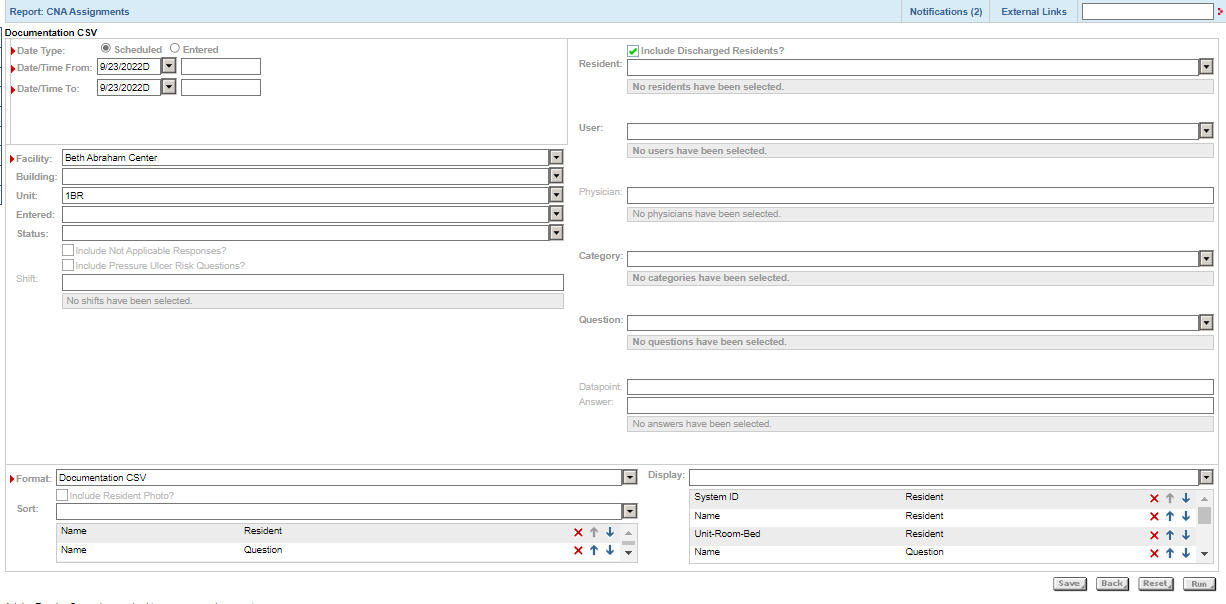 Report: CNA Assignments
Notifications (2)
External Links
Documentation CSV
Date Type: Scheduled Entered
Date/Time From: 9/23/2022D
Date/Time To: 9/23/2022D
Facility: Beth Abraham Center
Building:
Unit: 1BR
Entered:
Status:
Include Not Applicable Responses?
Include Pressure Ulcer Risk Questions?
Shift:
No shifts have been selected.
Include Discharged Residents?
Resident:
No residents have been selected.
User:
No users have been selected.
Physician:
No physicians have been selected.
Category:
No categories have been selected.
Question:
No questions have been selected.
Datapoint:
Answer:
No answers have been selected.
Format: Documentation CSV
Include Resident Photo?
Sort:
Name Resident
Name Question
Display:
System ID Resident
Name Resident
Unit-Room-Bed Resident
Name Question
Save Back Reset Run